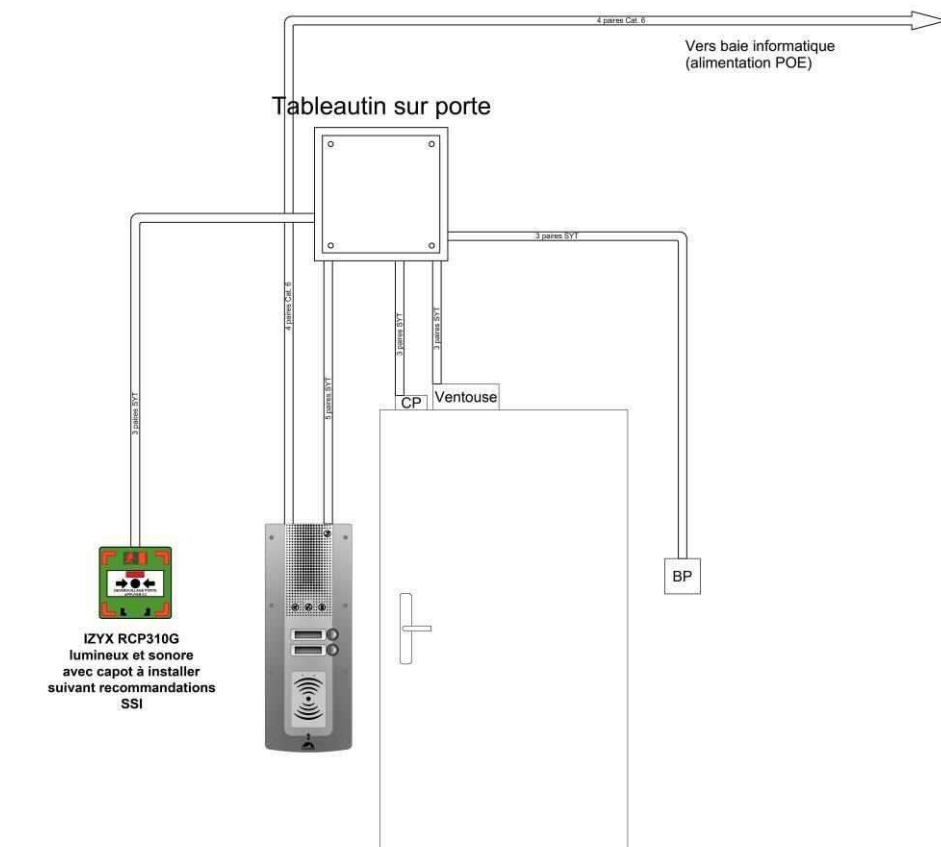 4 paires Cat. 6
Vers baie informatique
(alimentation POE)
Tableautin sur porte
3 paires SYT
4 paires Cat. 6
3 paires SYT
3 paires SYT
3 paires SYT
5 paires SYT
CP
Ventouse
BP
IZYX RCP310G
lumineux et sonore
avec capot à installer
suivant recommandations
SSI